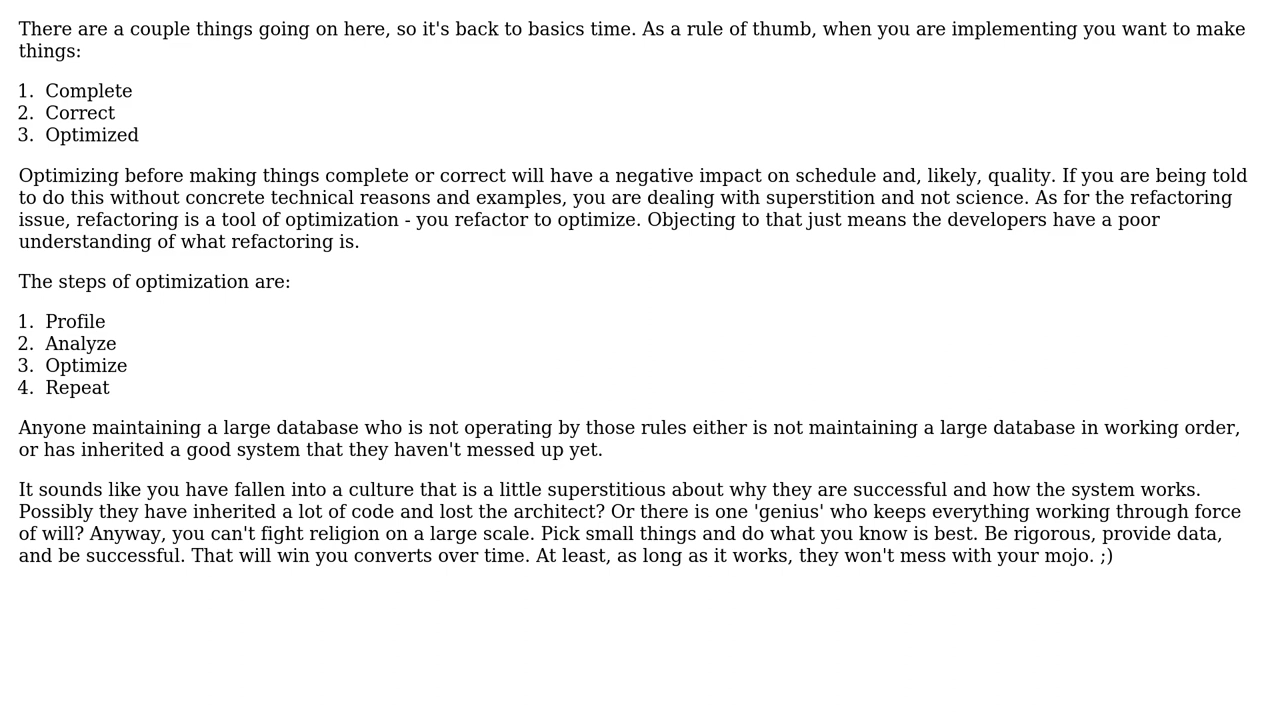 There are a couple things going on here, so it's back to basics time. As a rule of thumb, when you are implementing you want to make
things:
1. Complete
2. Correct
3. Optimized
Optimizing before making things complete or correct will have a negative impact on schedule and, likely, quality. If you are being told
to do this without concrete technical reasons and examples, you are dealing with superstition and not science. As for the refactoring
issue, refactoring is a tool of optimization - you refactor to optimize. Objecting to that just means the developers have a poor
understanding of what refactoring is.
The steps of optimization are:
1. Profile
2. Analyze
3. Optimize
4. Repeat
Anyone maintaining a large database who is not operating by those rules either is not maintaining a large database in working order,
or has inherited a good system that they haven't messed up yet.
It sounds like you have fallen into a culture that is a little superstitious about why they are successful and how the system works.
Possibly they have inherited a lot of code and lost the architect? Or there is one 'genius' who keeps everything working through force
of will? Anyway, you can't fight religion on a large scale. Pick small things and do what you know is best. Be rigorous, provide data,
and be successful. That will win you converts over time. At least, as long as it works, they won't mess with your mojo. ;)